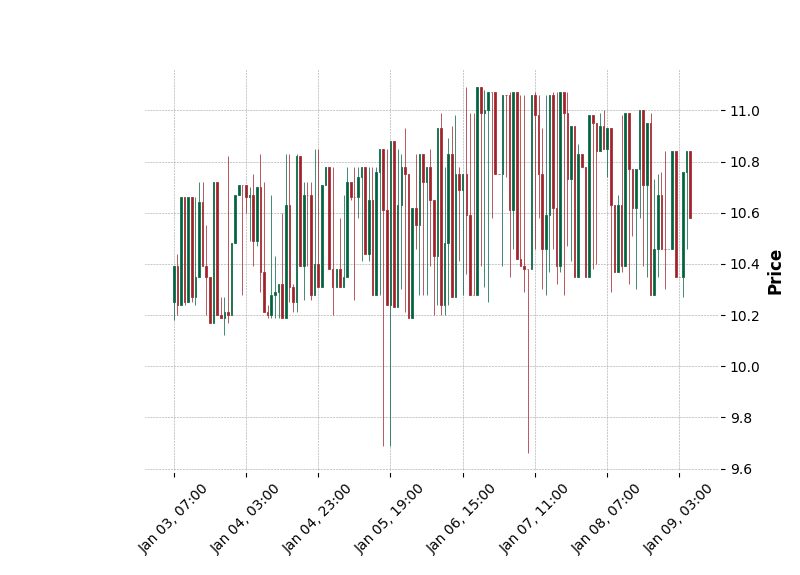 11.0
10.8
10.6
10.4
10.2
10.0
9.8
9.6
Price
Jan 03, 07:00
Jan 04, 03:00
Jan 04, 23:00
Jan 05, 19:00
Jan 06, 15:00
Jan 07, 11:00
Jan 08, 07:00
Jan 09, 03:00